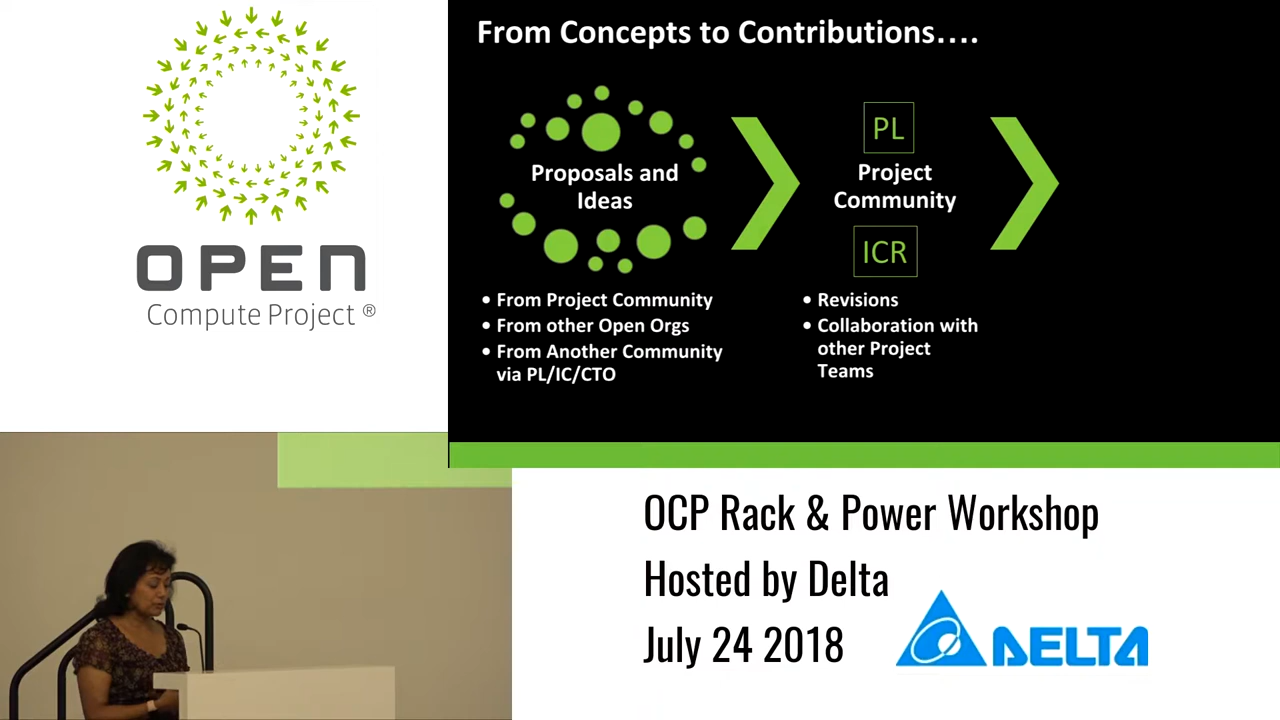 OPEN
Compute Project ®
From Concepts to Contributions....
Proposals and
Ideas
• From Project Community
• From other Open Orgs
• From Another Community
via PL/IC/CTO
PL
Project
Community
ICR
• Revisions
• Collaboration with
other Project
Teams
OCP Rack & Power Workshop
Hosted by Delta
July 24 2018
DELTA